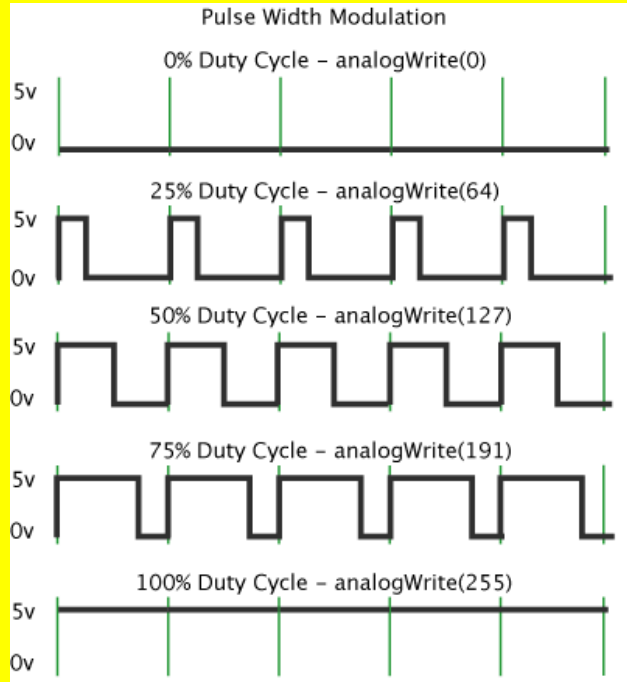 Pulse Width Modulation
0% Duty Cycle – analogWrite(0)
5v
0v
25% Duty Cycle – analogWrite(64)
5v
0v
50% Duty Cycle – analogWrite(127)
5v
0v
75% Duty Cycle – analogWrite(191)
5v
0v
100% Duty Cycle – analogWrite(255)
5v
0v